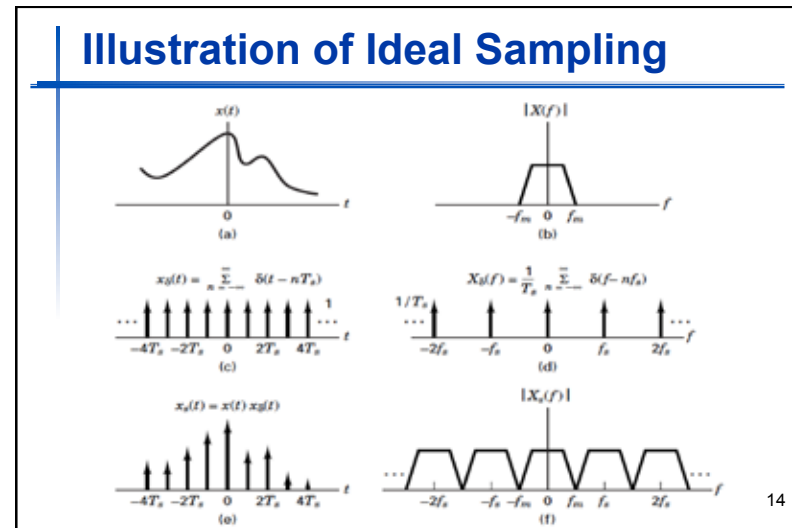 Illustration of Ideal Sampling
x(t)
t
0
(a)
|X(f)|
f
−fm 0 fm
(b)
xδ(t) = Σ δ(t − nTs)
n = −∞
1
... ...
t
−4Ts −2Ts 0 2Ts 4Ts
(c)
Xδ(f) = 1/Ts Σ δ(f − nfs)
n = −∞
1/Ts
... ...
f
−2fs −fs 0 fs 2fs
(d)
xs(t) = x(t) xδ(t)
t
−4Ts −2Ts 0 2Ts 4Ts
(e)
|Xs(f)|
... ...
f
−2fs −fs −fm 0 fm fs 2fs
(f)
14